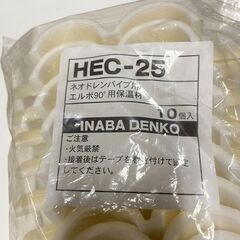 HEC-25
ネオドレンパイプ用
エルボ90°用保温材
10個入
INABA DENKO
ご注意
・火気厳禁
・接着後はテープを巻き付けて固定
してください。